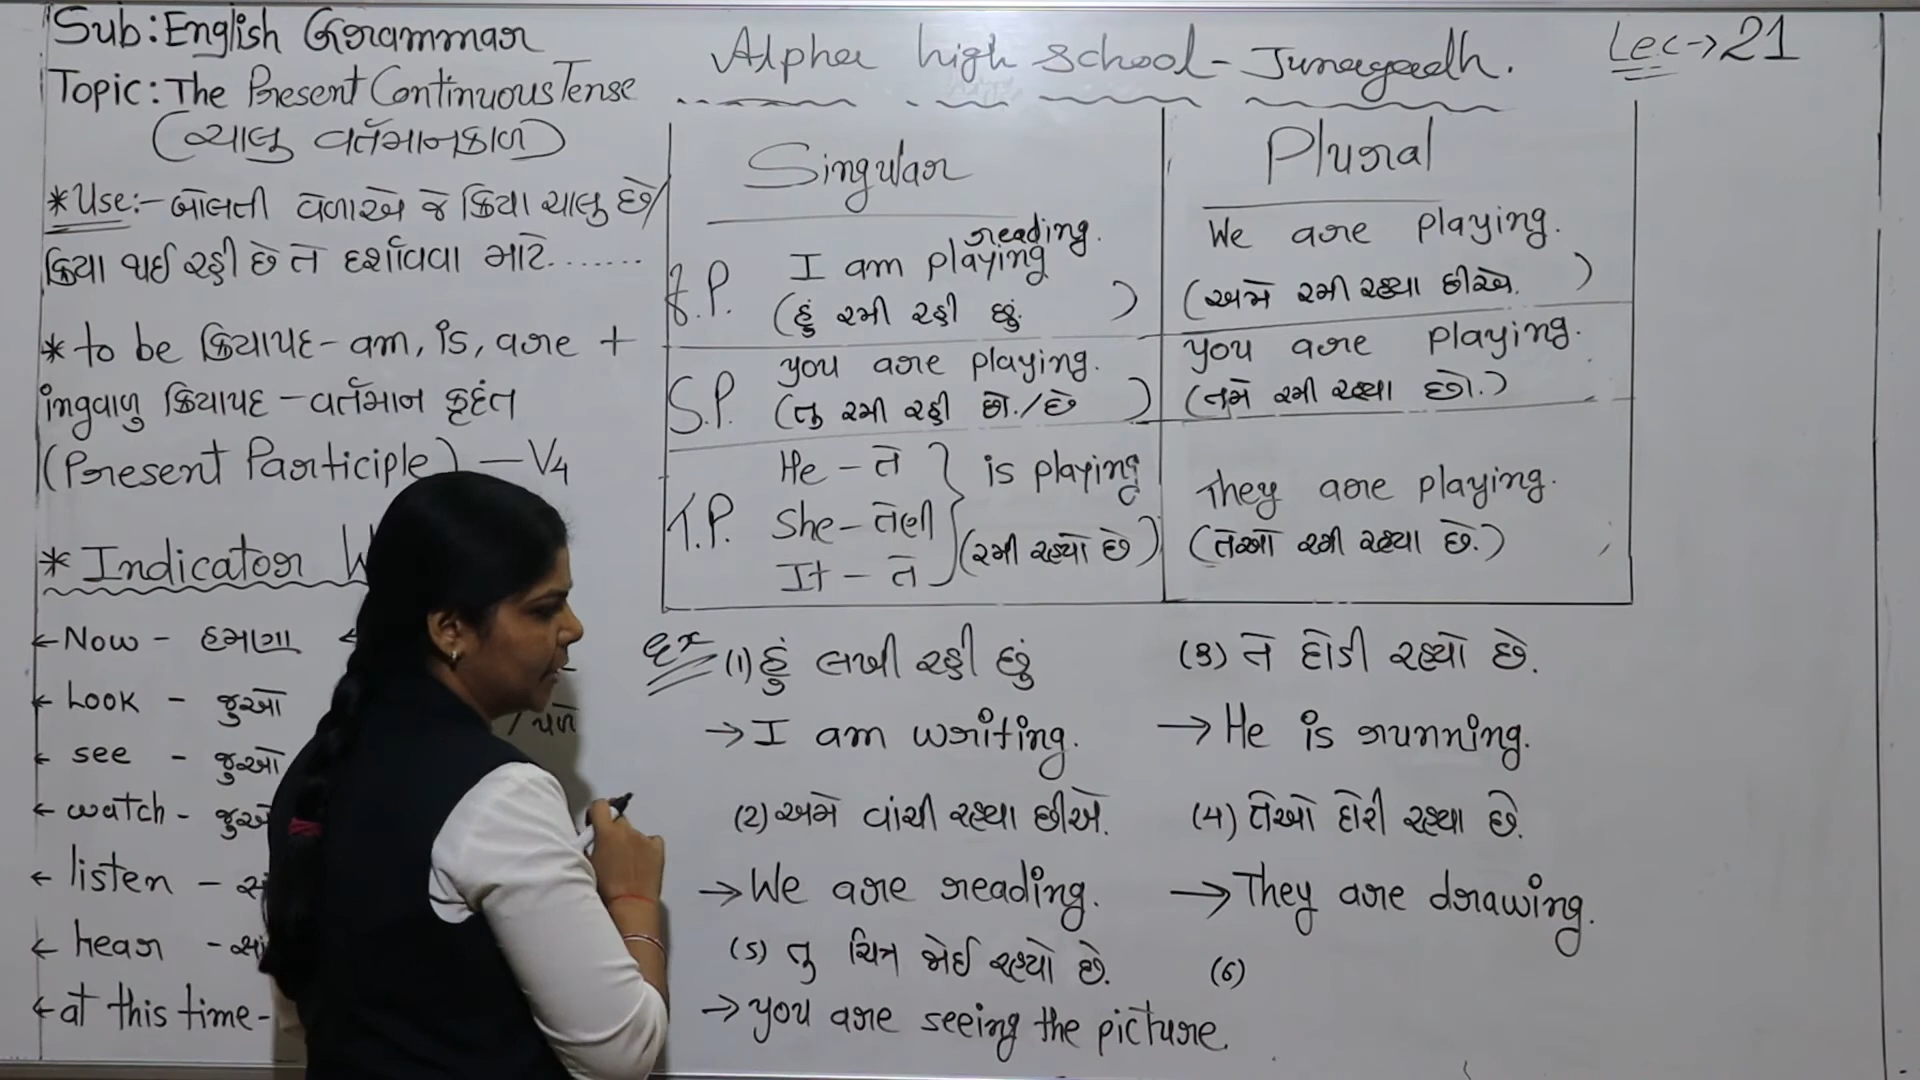 Sub: English Grammar
Topic: The Present Continuous Tense
(ચાલુ વર્તમાનકાળ)
*Use:- બોલતી વેળાએ જે ક્રિયા ચાલુ છે/
ક્રિયા થઈ રહી છે તે દર્શાવવા માટે........
* to be ક્રિયાપદ - am, is, are +
ingવાળુ ક્રિયાપદ - વર્તમાન કૃદંત
(Present Participle) - V4
* Indicator
← Now - હમણા
← Look - જુઓ
← see - જુઓ
← watch -
← listen -
← hear -
← at this time -
Alpha high school - Junagadh.
Lec → 21
Singular
Plural
F.P.
reading.
I am playing
(હું રમી રહી છું. )
We are playing.
(અમે રમી રહ્યા છીએ. )
S.P.
you are playing.
(તુ રમી રહી છો./છે )
you are playing.
(તમે રમી રહ્યા છો.)
T.P.
He - તે
She - તેણી
It - તે
is playing
(રમી રહ્યો છે)
They are playing.
(તેઓ રમી રહ્યા છે.)
Ex
(1) હું લખી રહી છું
→ I am writing.
(2) અમે વાંચી રહ્યા છીએ.
→ We are reading.
(5) તુ ચિત્ર જોઈ રહ્યો છે.
→ you are seeing the picture.
(3) તે દોડી રહ્યો છે.
→ He is running.
(4) તેઓ દોરી રહ્યા છે.
→ They are drawing.
(6)